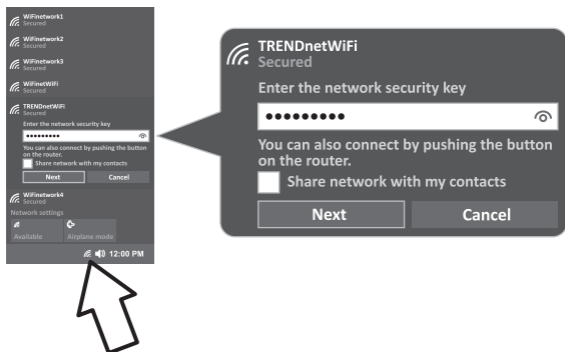 WiFinetwork1
Secured
WiFinetwork2
Secured
WiFinetwork3
Secured
WiFinetWiFi
Secured
TRENDnetWiFi
Secured
Enter the network security key
•••••••••
You can also connect by pushing the button
on the router.
Share network with my contacts
Next Cancel
WiFinetwork4
Secured
Network settings
Available Airplane mode
12:00 PM
TRENDnetWiFi
Secured
Enter the network security key
•••••••••
You can also connect by pushing the button
on the router.
Share network with my contacts
Next Cancel